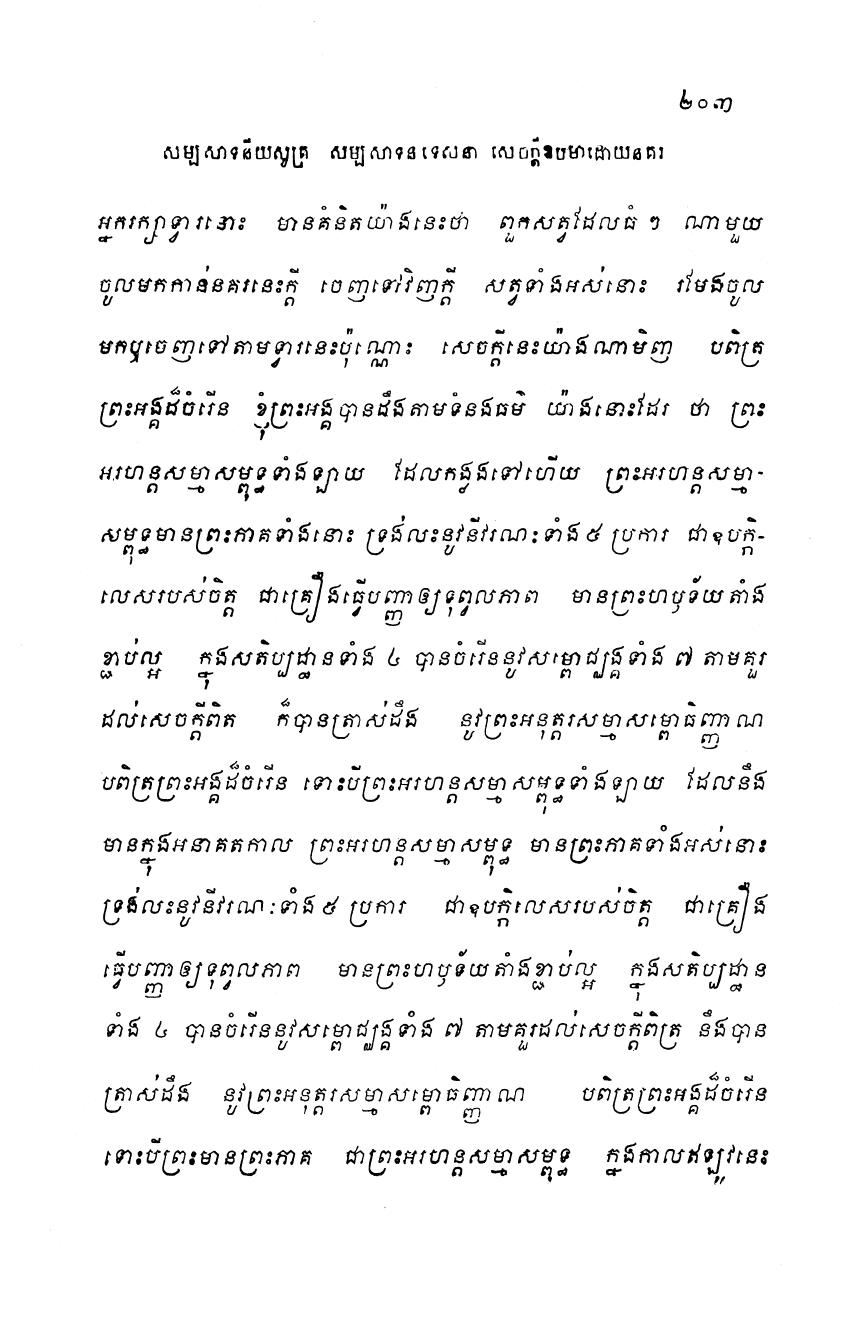 ២០៣
សម្បសាទនីយសូត្រ សម្បសាទនទេសនា សេចក្តីឧបមាដោយនគរ
អ្នករក្សាទ្វារនោះ មានគំនិតយ៉ាងនេះថា ពួកសត្វដែលធំ ៗ ណាមួយ
ចូលមកកាន់នគរនេះក្តី ចេញទៅវិញក្តី សត្វទាំងអស់នោះ រមែងចូល
មកឬចេញទៅតាមទ្វារនេះប៉ុណ្ណោះ សេចក្តីនេះយ៉ាងណាមិញ បពិត្រ
ព្រះអង្គដ៏ចំរើន ខ្ញុំព្រះអង្គបានដឹងតាមទំនងធម៌ យ៉ាងនោះដែរ ថា ព្រះ
អរហន្តសម្មាសម្ពុទ្ធទាំងឡាយ ដែលកន្លងទៅហើយ ព្រះអរហន្តសម្មា-
សម្ពុទ្ធមានព្រះភាគទាំងនោះ ទ្រង់លះនូវនីវរណៈទាំង៥ ប្រការ ជាឧបក្កិ-
លេសរបស់ចិត្ត ជាគ្រឿងធ្វើបញ្ញាឲ្យទុព្វលភាព មានព្រះហឫទ័យតាំង
ខ្ជាប់ល្អ ក្នុងសតិប្បដ្ឋានទាំង ៤ បានចំរើននូវសម្ពោជ្ឈង្គទាំង ៧ តាមគួរ
ដល់សេចក្តីពិត ក៏បានត្រាស់ដឹង នូវព្រះអនុត្តរសម្មាសម្ពោធិញ្ញាណ
បពិត្រព្រះអង្គដ៏ចំរើន ទោះបីព្រះអរហន្តសម្មាសម្ពុទ្ធទាំងឡាយ ដែលនឹង
មានក្នុងអនាគតកាល ព្រះអរហន្តសម្មាសម្ពុទ្ធ មានព្រះភាគទាំងអស់នោះ
ទ្រង់លះនូវនីវរណៈទាំង៥ ប្រការ ជាឧបក្កិលេសរបស់ចិត្ត ជាគ្រឿង
ធ្វើបញ្ញាឲ្យទុព្វលភាព មានព្រះហឫទ័យតាំងខ្ជាប់ល្អ ក្នុងសតិប្បដ្ឋាន
ទាំង ៤ បានចំរើននូវសម្ពោជ្ឈង្គទាំង ៧ តាមគួរដល់សេចក្តីពិត្រ នឹងបាន
ត្រាស់ដឹង នូវព្រះអនុត្តរសម្មាសម្ពោធិញ្ញាណ បពិត្រព្រះអង្គដ៏ចំរើន
ទោះបីព្រះមានព្រះភាគ ជាព្រះអរហន្តសម្មាសម្ពុទ្ធ ក្នុងកាលឥឡូវនេះ